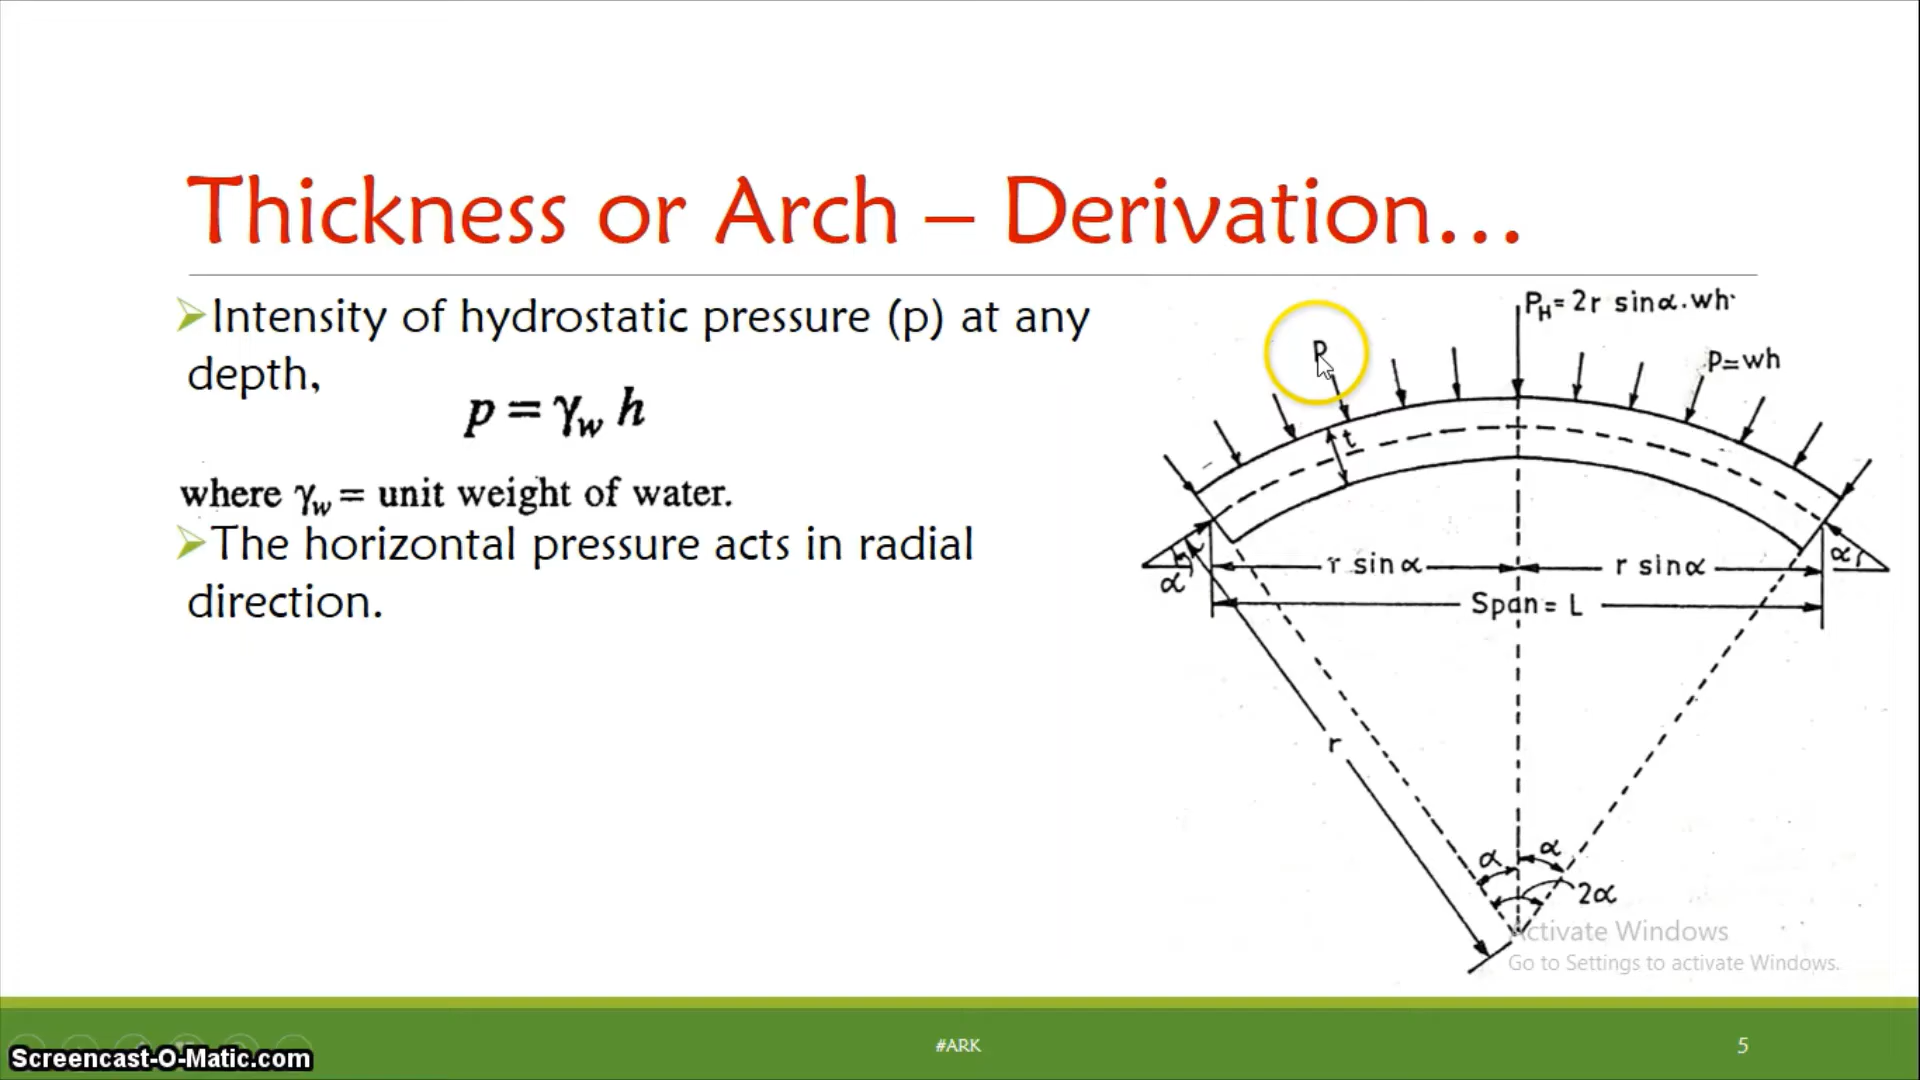 Thickness or Arch – Derivation...
➢Intensity of hydrostatic pressure (p) at any
depth,
p = γw h
where γw = unit weight of water.
➢The horizontal pressure acts in radial
direction.
PH = 2r sinα.wh
P
P=wh
t
α
r sinα
r sinα
α
Span = L
r
α
α
2α
Activate Windows
Go to Settings to activate Windows.
Screencast-O-Matic.com
#ARK
5